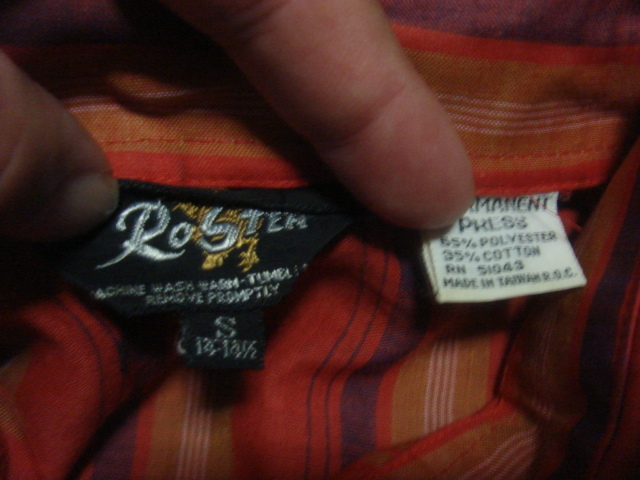 RoSTER
MACHINE WASH WARM-TUMBLE
REMOVE PROMPTLY
S
14-14½
PERMANENT
PRESS
65% POLYESTER
35% COTTON
RN 51043
MADE IN TAIWAN R.O.C.